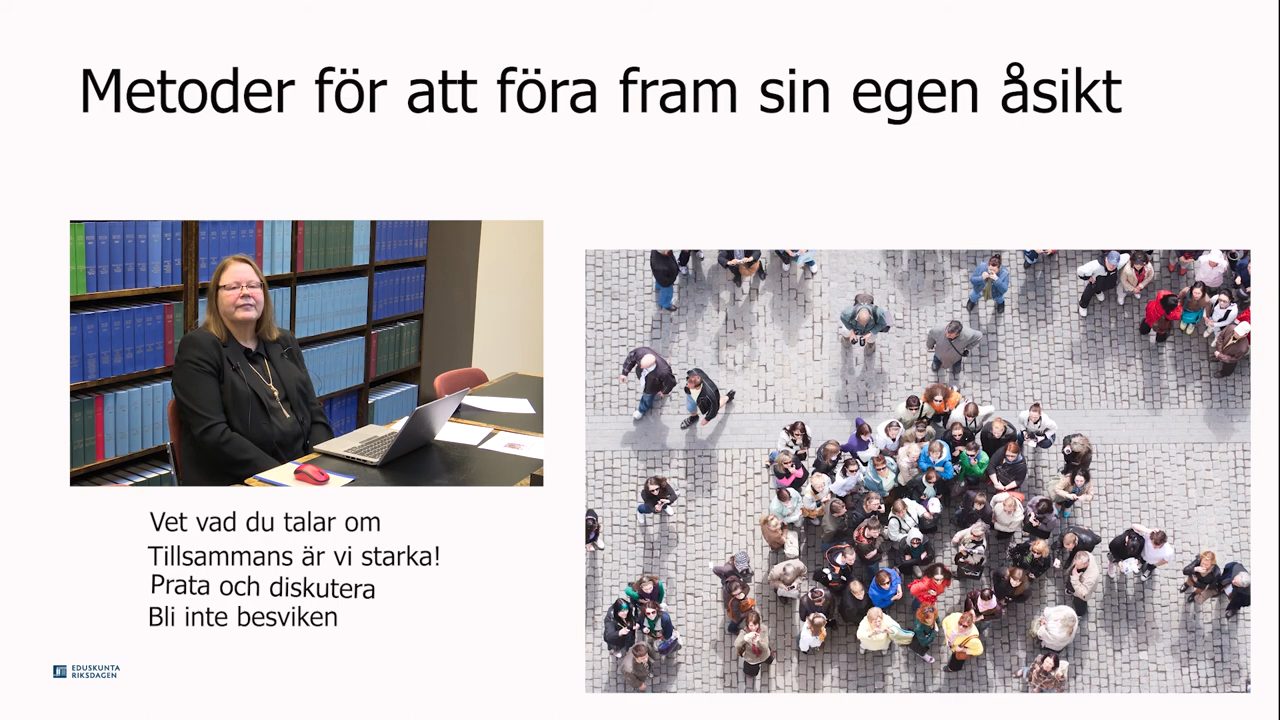 Metoder för att föra fram sin egen åsikt
Vet vad du talar om
Tillsammans är vi starka!
Prata och diskutera
Bli inte besviken
EDUSKUNTA
RIKSDAGEN